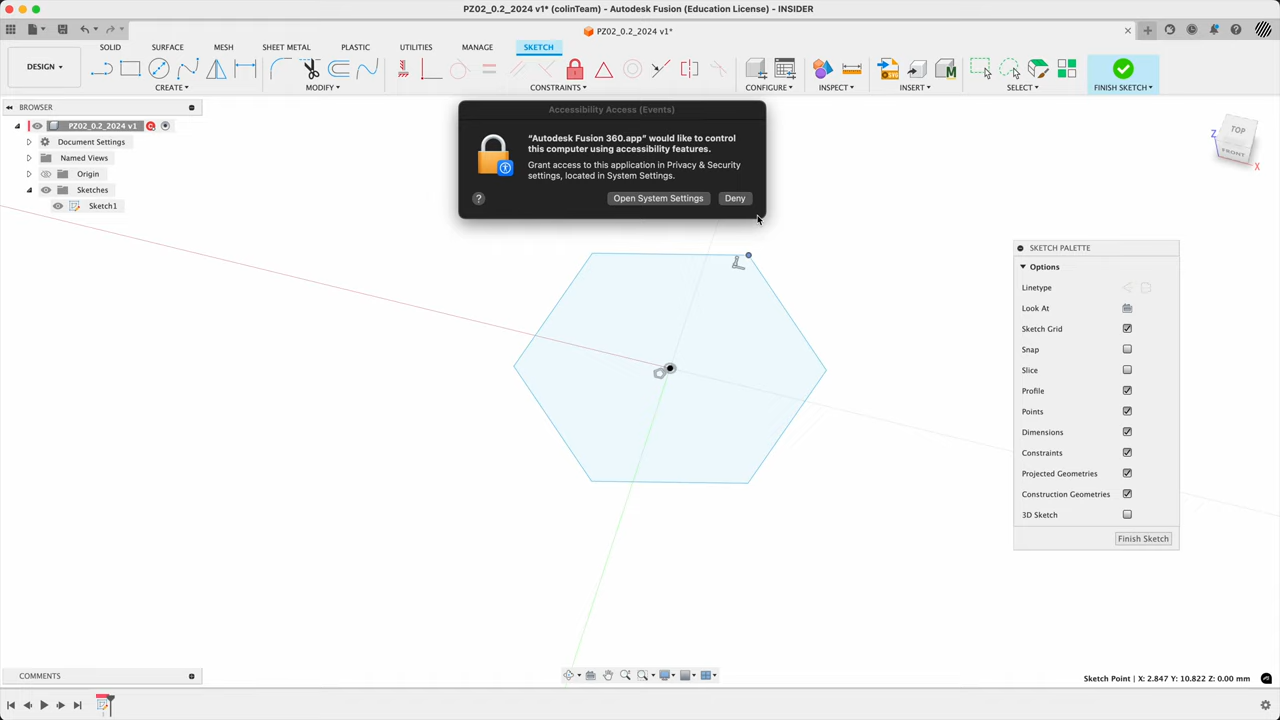 PZ02_0.2_2024 v1* (colinTeam) - Autodesk Fusion (Education License) - INSIDER
PZ02_0.2_2024 v1*
DESIGN
SOLID
SURFACE
MESH
SHEET METAL
PLASTIC
UTILITIES
MANAGE
SKETCH
CREATE
MODIFY
CONSTRAINTS
CONFIGURE
INSPECT
INSERT
SELECT
FINISH SKETCH
BROWSER
PZ02_0.2_2024 v1
Document Settings
Named Views
Origin
Sketches
Sketch1
Accessibility Access (Events)
“Autodesk Fusion 360.app” would like to control
this computer using accessibility features.
Grant access to this application in Privacy & Security
settings, located in System Settings.
?
Open System Settings
Deny
Z
TOP
FRONT
X
SKETCH PALETTE
Options
Linetype
Look At
Sketch Grid
Snap
Slice
Profile
Points
Dimensions
Constraints
Projected Geometries
Construction Geometries
3D Sketch
Finish Sketch
COMMENTS
Sketch Point | X: 2.847 Y: 10.822 Z: 0.00 mm